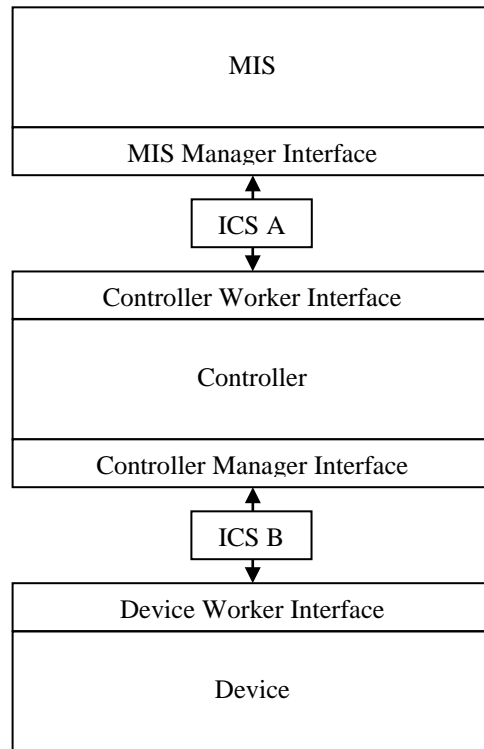 MIS
MIS Manager Interface
ICS A
Controller Worker Interface
Controller
Controller Manager Interface
ICS B
Device Worker Interface
Device